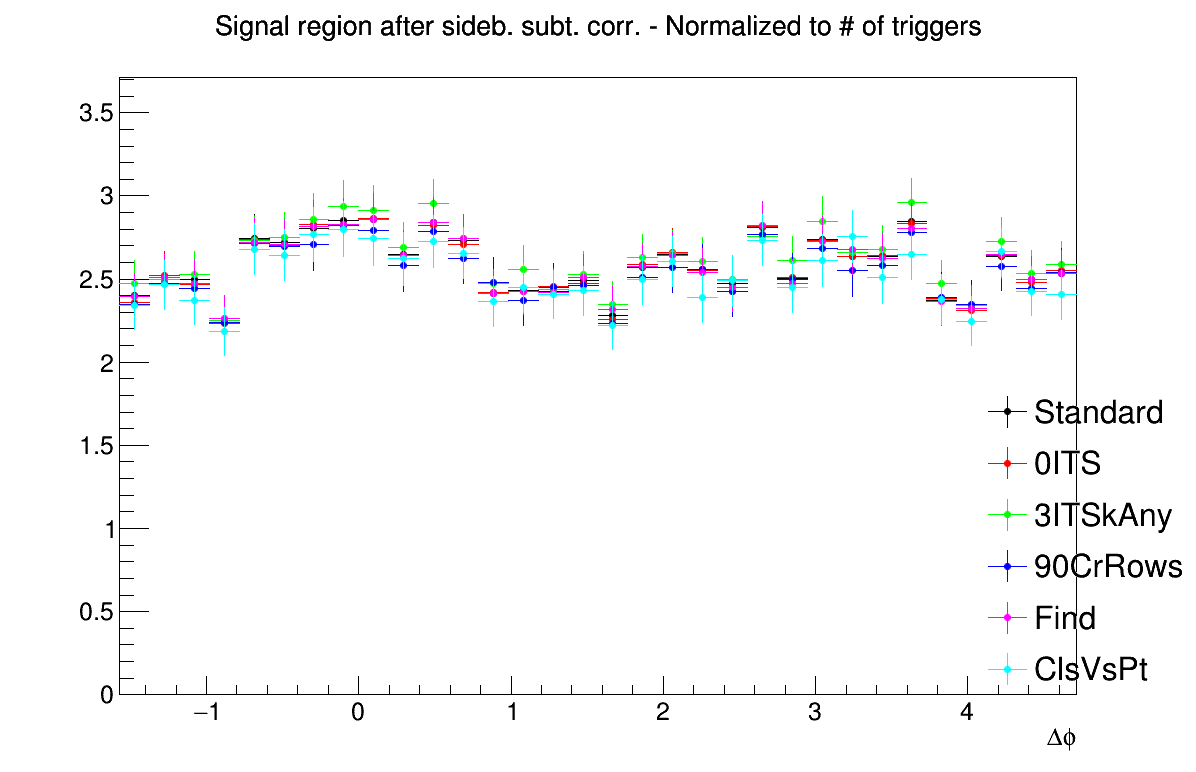 Signal region after sideb. subt. corr. - Normalized to # of triggers
3.5
3
2.5
2
1.5
1
0.5
0
Standard
0ITS
3ITSkAny
90CrRows
Find
ClsVsPt
−1 0 1 2 3 4
Δϕ